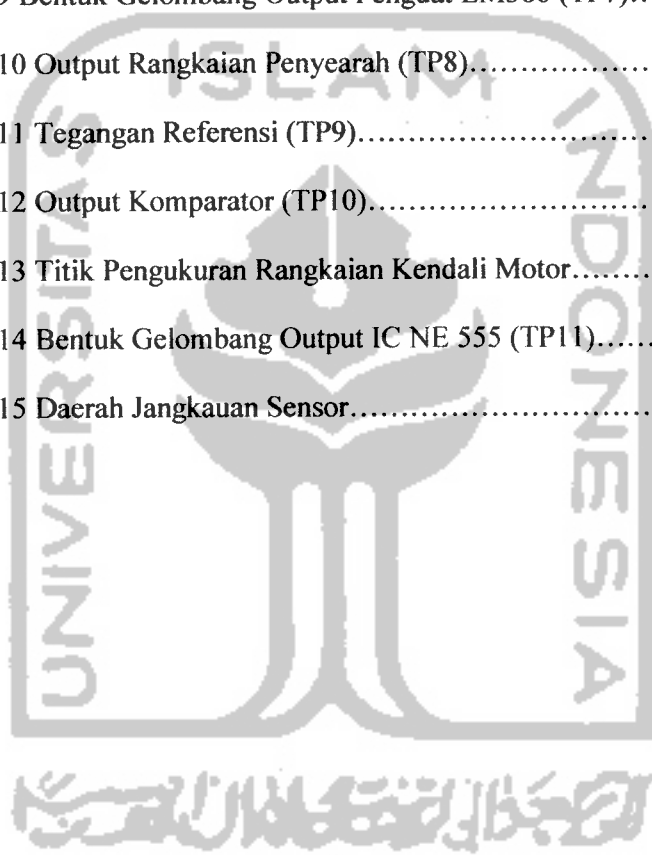 9 Bentuk Gelombang Output Penguat LM386 (TP7)..
10 Output Rangkaian Penyearah (TP8)...................
11 Tegangan Referensi (TP9)............................
12 Output Komparator (TP10)...........................
13 Titik Pengukuran Rangkaian Kendali Motor........
14 Bentuk Gelombang Output IC NE 555 (TP11)......
15 Daerah Jangkauan Sensor.............................
UNIVERSITAS
ISLAM
INDONESIA